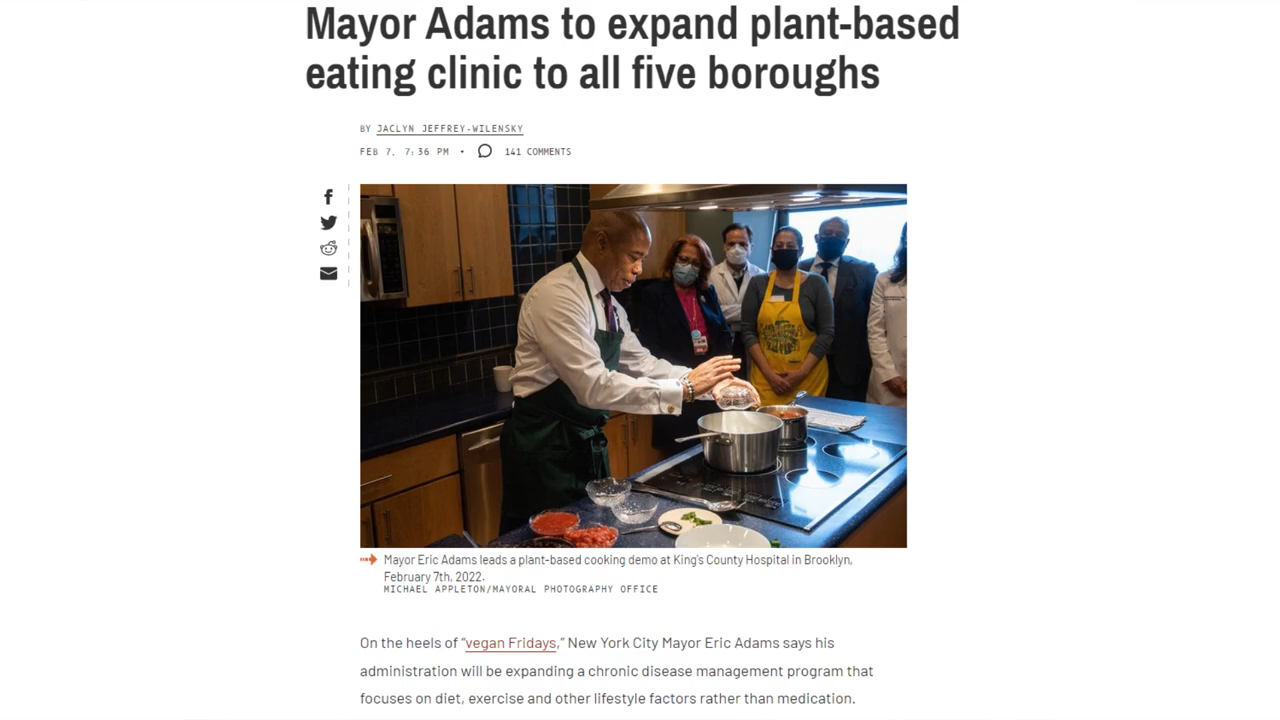 Mayor Adams to expand plant-based
eating clinic to all five boroughs
BY JACLYN JEFFREY-WILENSKY
FEB 7, 7:36 PM • 141 COMMENTS
Mayor Eric Adams leads a plant-based cooking demo at King's County Hospital in Brooklyn,
February 7th, 2022.
MICHAEL APPLETON/MAYORAL PHOTOGRAPHY OFFICE
On the heels of “vegan Fridays,” New York City Mayor Eric Adams says his
administration will be expanding a chronic disease management program that
focuses on diet, exercise and other lifestyle factors rather than medication.